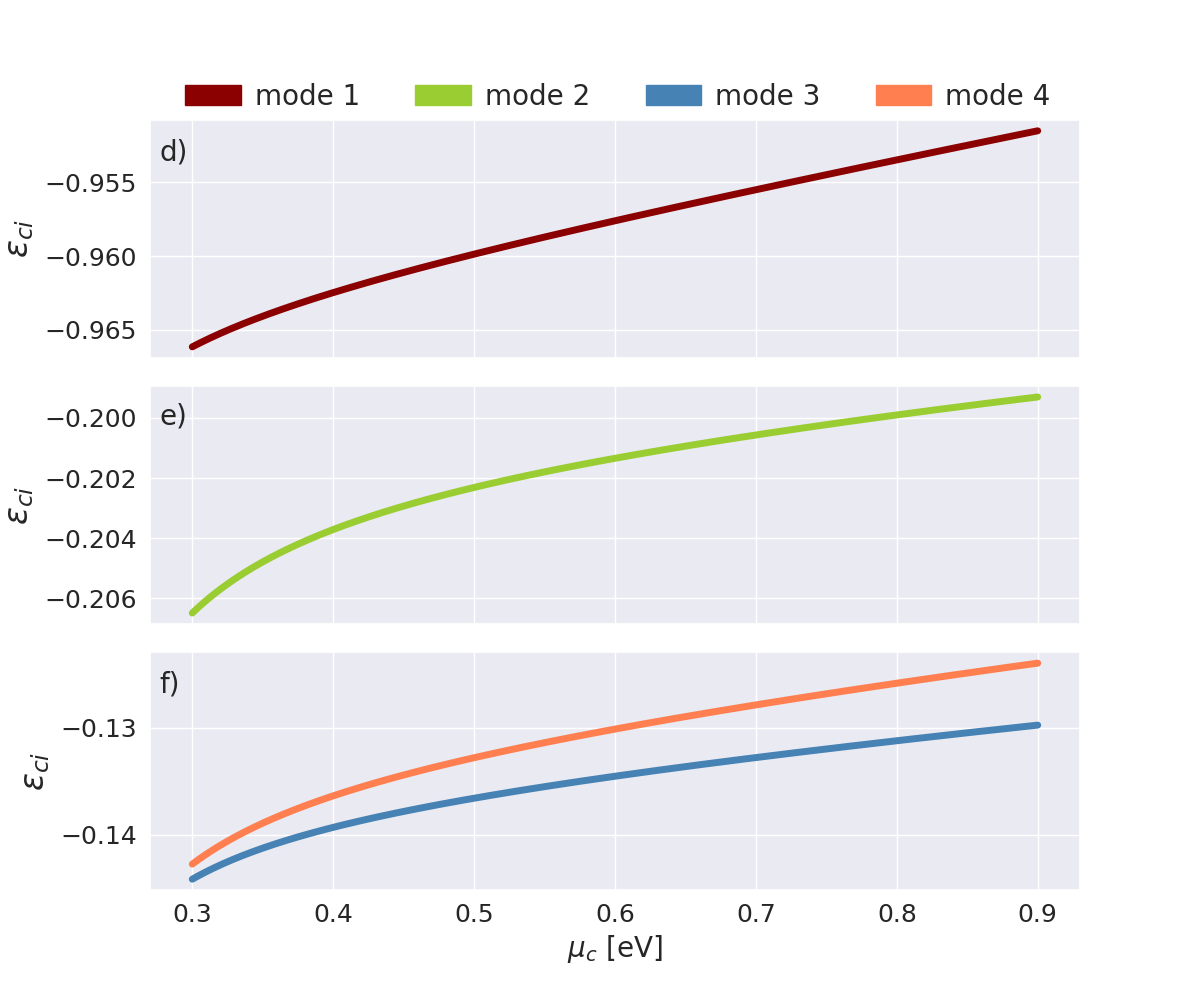 mode 1 mode 2 mode 3 mode 4
d)
−0.955
−0.960
−0.965
εci
e)
−0.200
−0.202
−0.204
−0.206
εci
f)
−0.13
−0.14
εci
0.3 0.4 0.5 0.6 0.7 0.8 0.9
μc [eV]